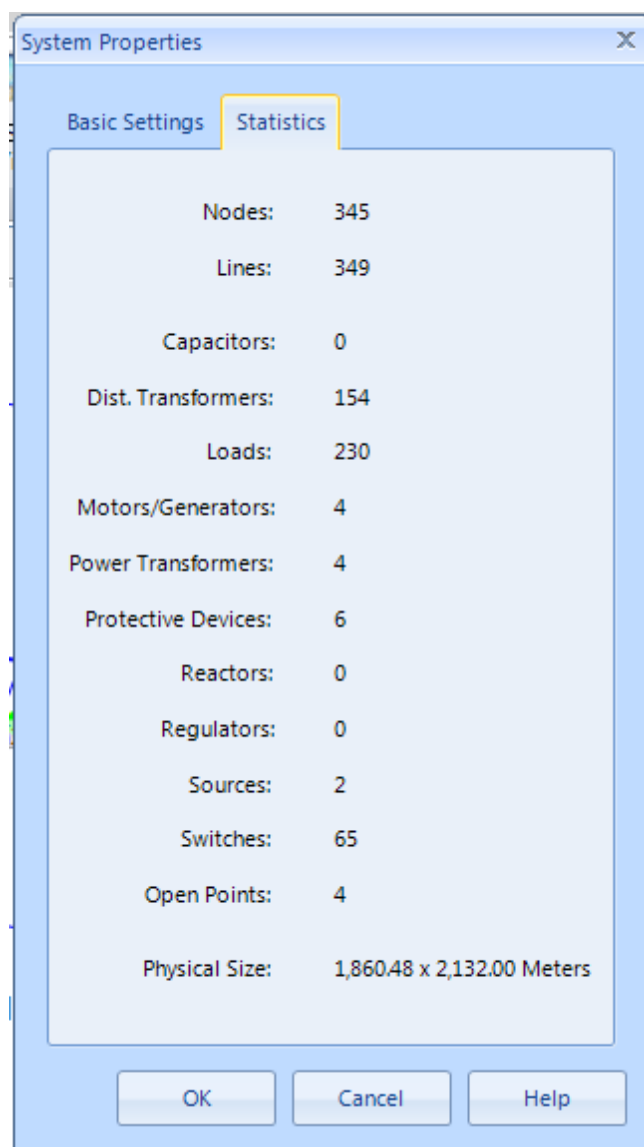 System Properties
Basic Settings Statistics
Nodes: 345
Lines: 349
Capacitors: 0
Dist. Transformers: 154
Loads: 230
Motors/Generators: 4
Power Transformers: 4
Protective Devices: 6
Reactors: 0
Regulators: 0
Sources: 2
Switches: 65
Open Points: 4
Physical Size: 1,860.48 x 2,132.00 Meters
OK Cancel Help